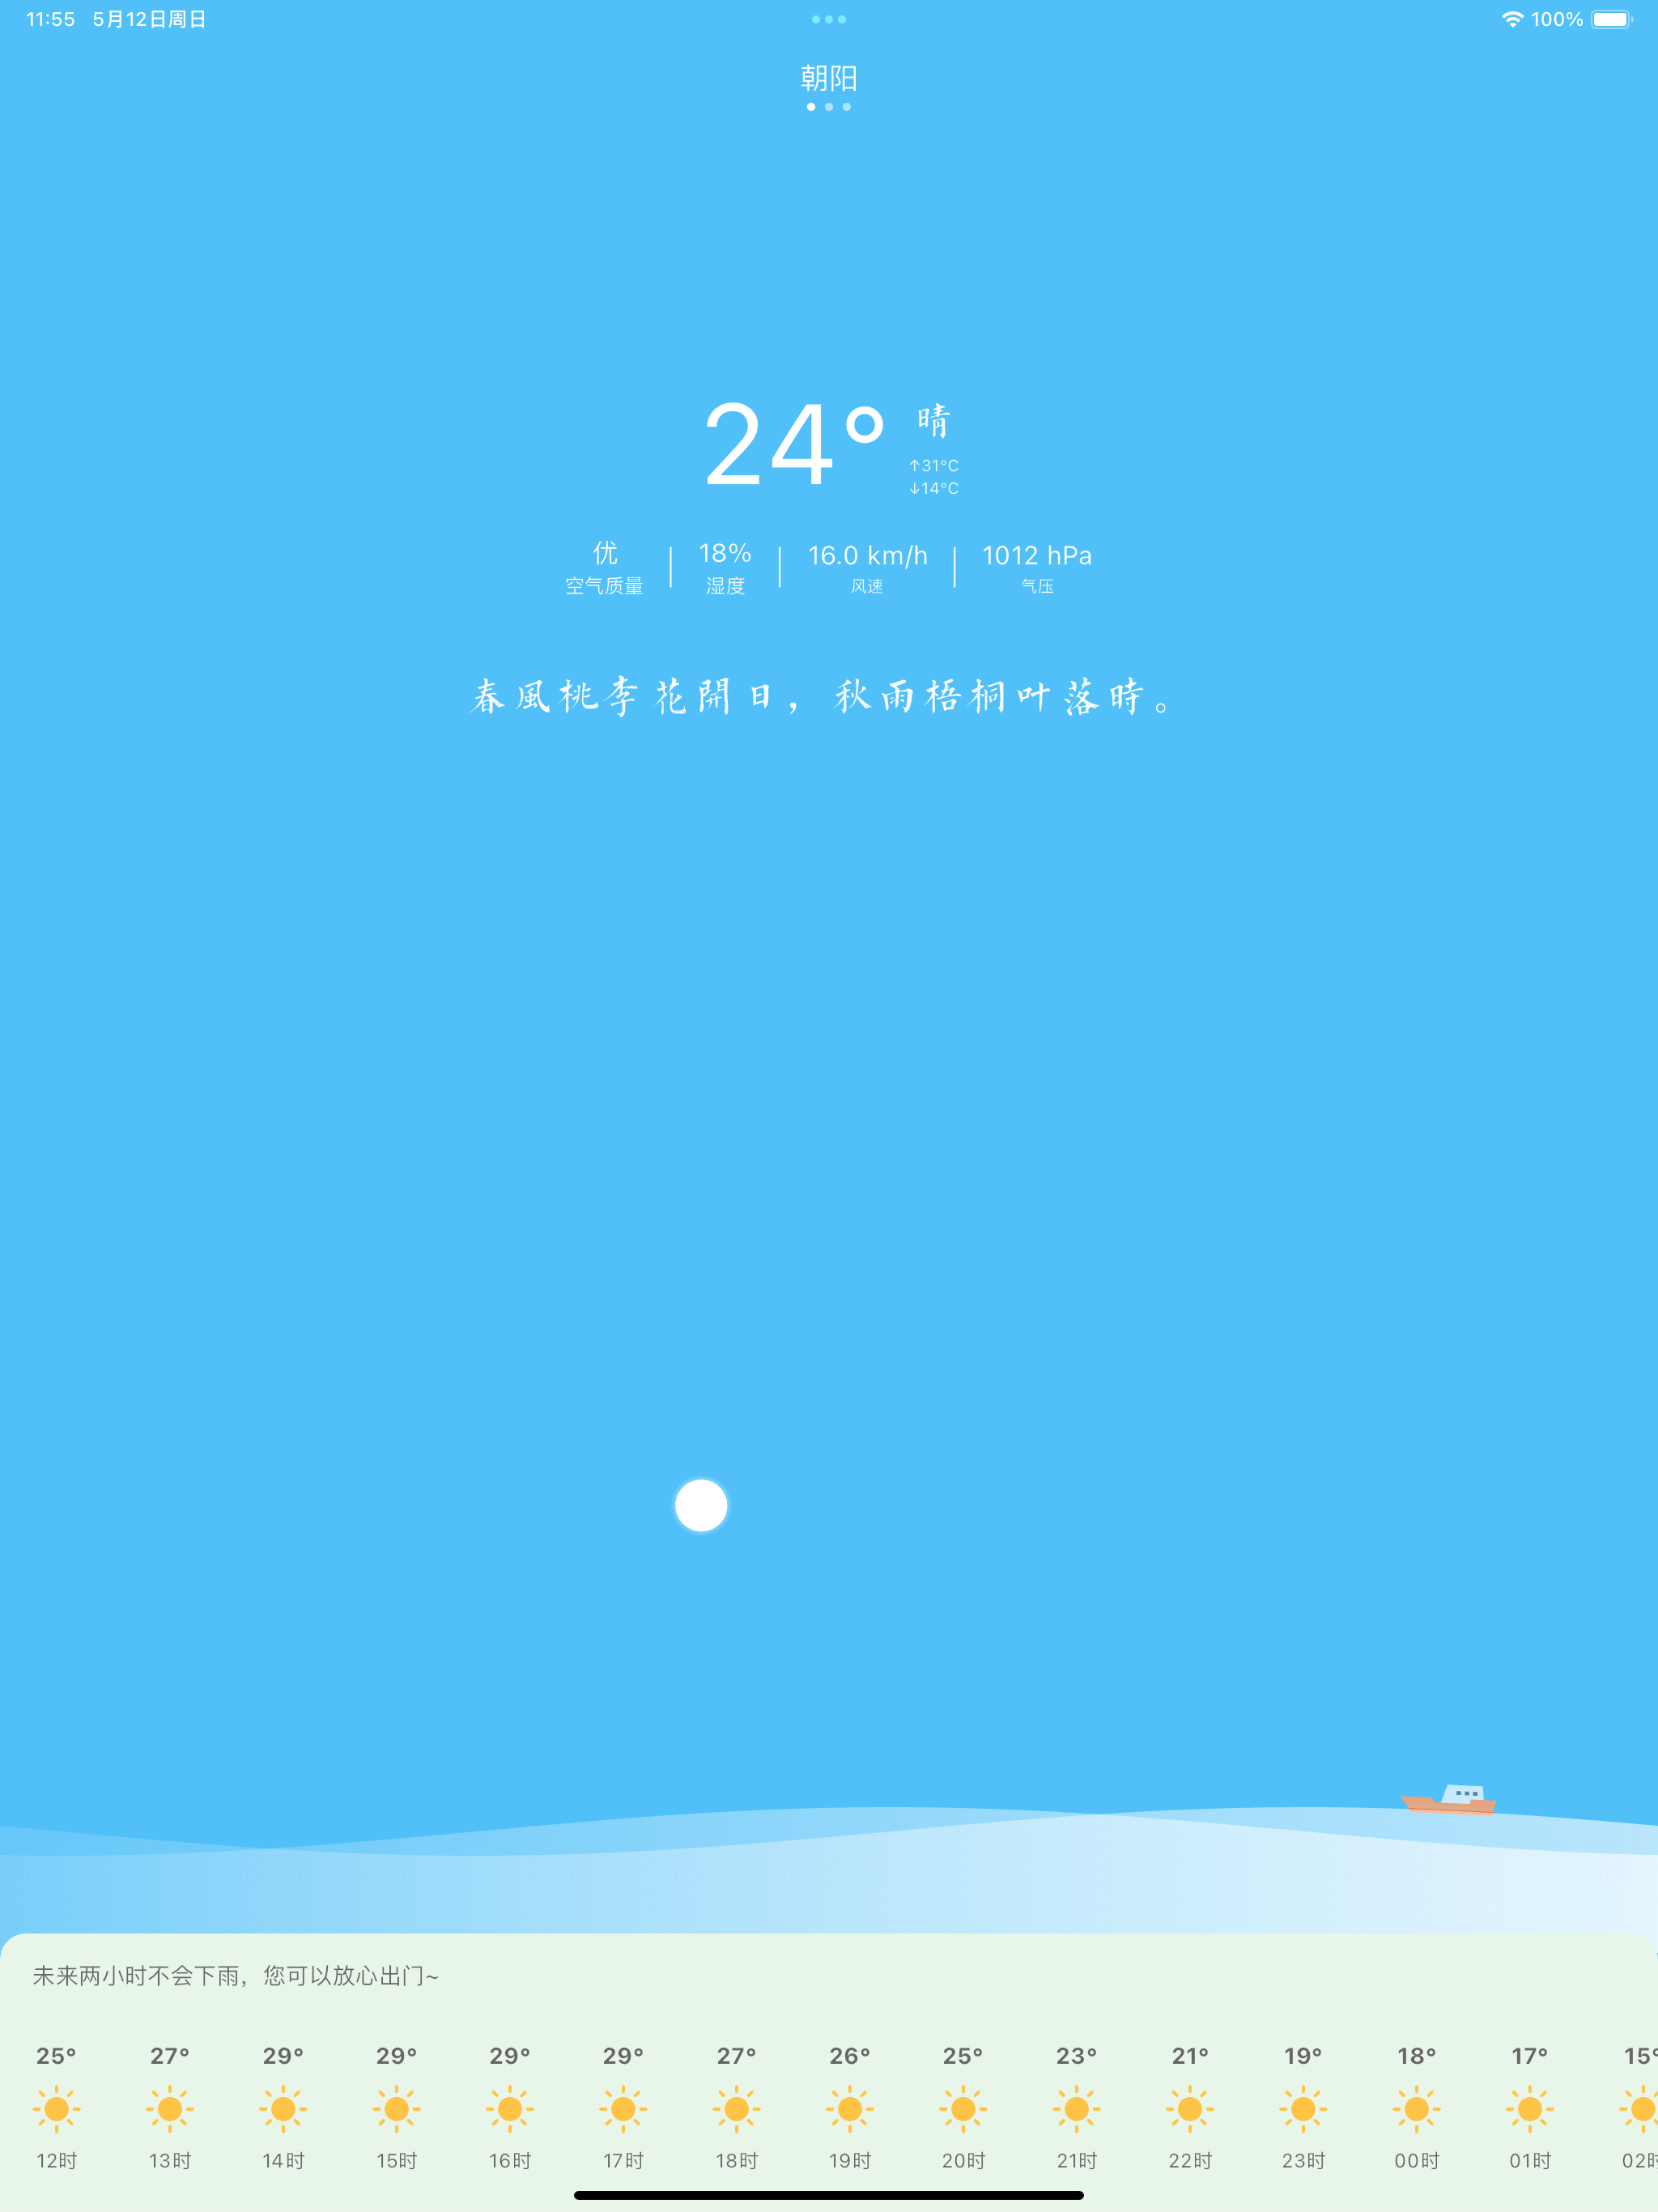 11:55 5月12日周日 100%
朝阳
24° 晴
↑31°C
↓14°C
优 18% 16.0 km/h 1012 hPa
空气质量 湿度 风速 气压
春風桃李花開日，秋雨梧桐叶落時。
未来两小时不会下雨，您可以放心出门~
25° 27° 29° 29° 29° 29° 27° 26° 25° 23° 21° 19° 18° 17° 15°
12时 13时 14时 15时 16时 17时 18时 19时 20时 21时 22时 23时 00时 01时 02时